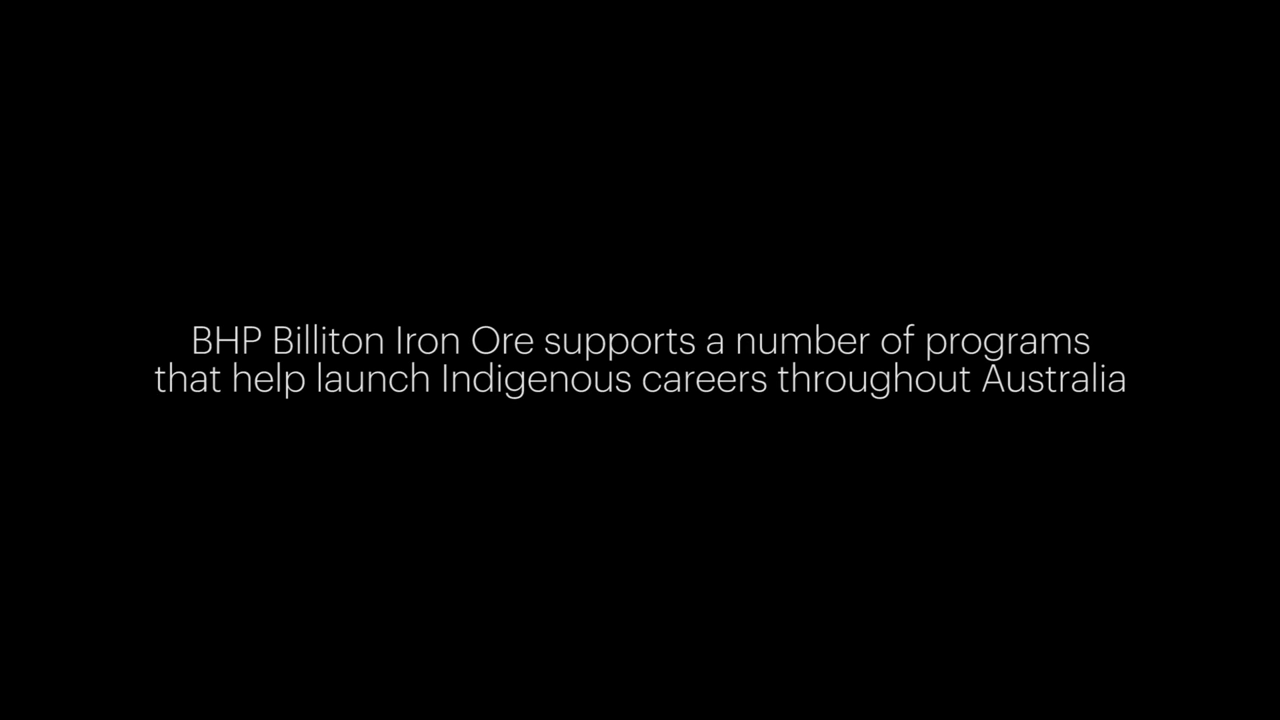 BHP Billiton Iron Ore supports a number of programs
that help launch Indigenous careers throughout Australia